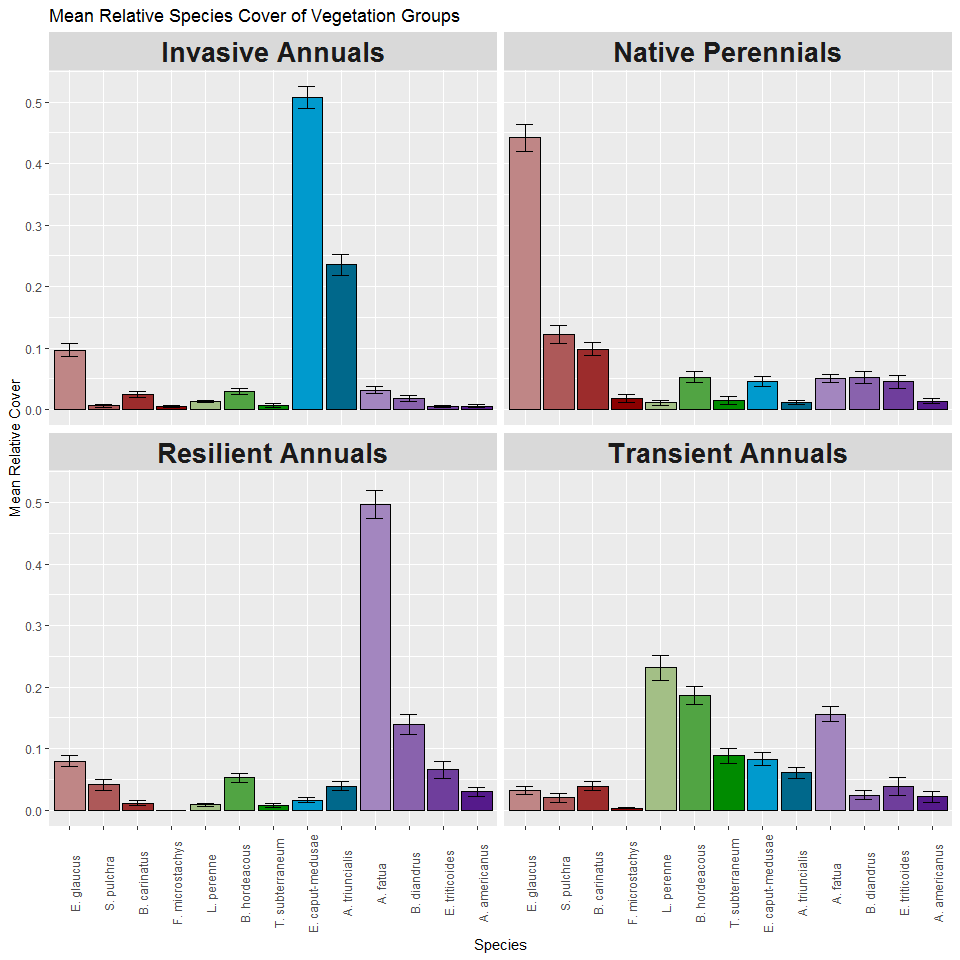 Mean Relative Species Cover of Vegetation Groups
Invasive Annuals
Native Perennials
0.5
0.4
0.3
0.2
0.1
0.0
Mean Relative Cover
Resilient Annuals
Transient Annuals
0.5
0.4
0.3
0.2
0.1
0.0
E. glaucus
S. pulchra
B. carinatus
F. microstachys
L. perenne
B. hordeacous
T. subterraneum
E. caput-medusae
A. triuncialis
A. fatua
B. diandrus
E. triticoides
A. americanus
E. glaucus
S. pulchra
B. carinatus
F. microstachys
L. perenne
B. hordeacous
T. subterraneum
E. caput-medusae
A. triuncialis
A. fatua
B. diandrus
E. triticoides
A. americanus
Species